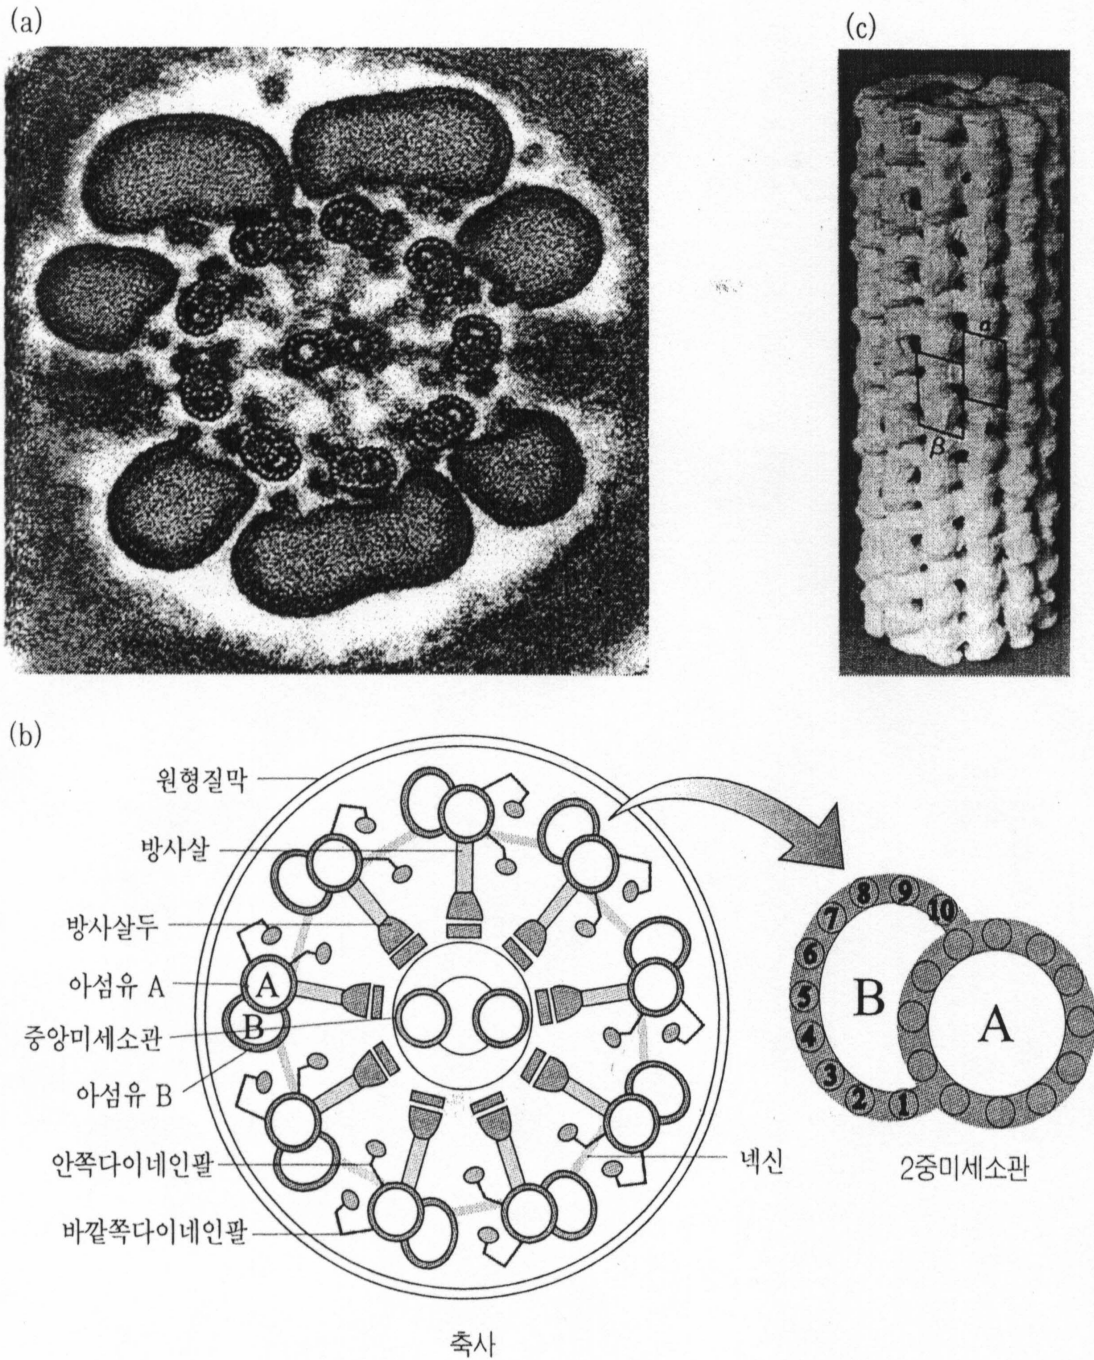 (a)
(c)
α
β
(b)
원형질막
방사살
방사살두
아섬유 A
중앙미세소관
아섬유 B
안쪽다이네인팔
바깥쪽다이네인팔
A
B
넥신
축사
10
9
8
7
6
5
4
3
2
1
B
A
2중미세소관